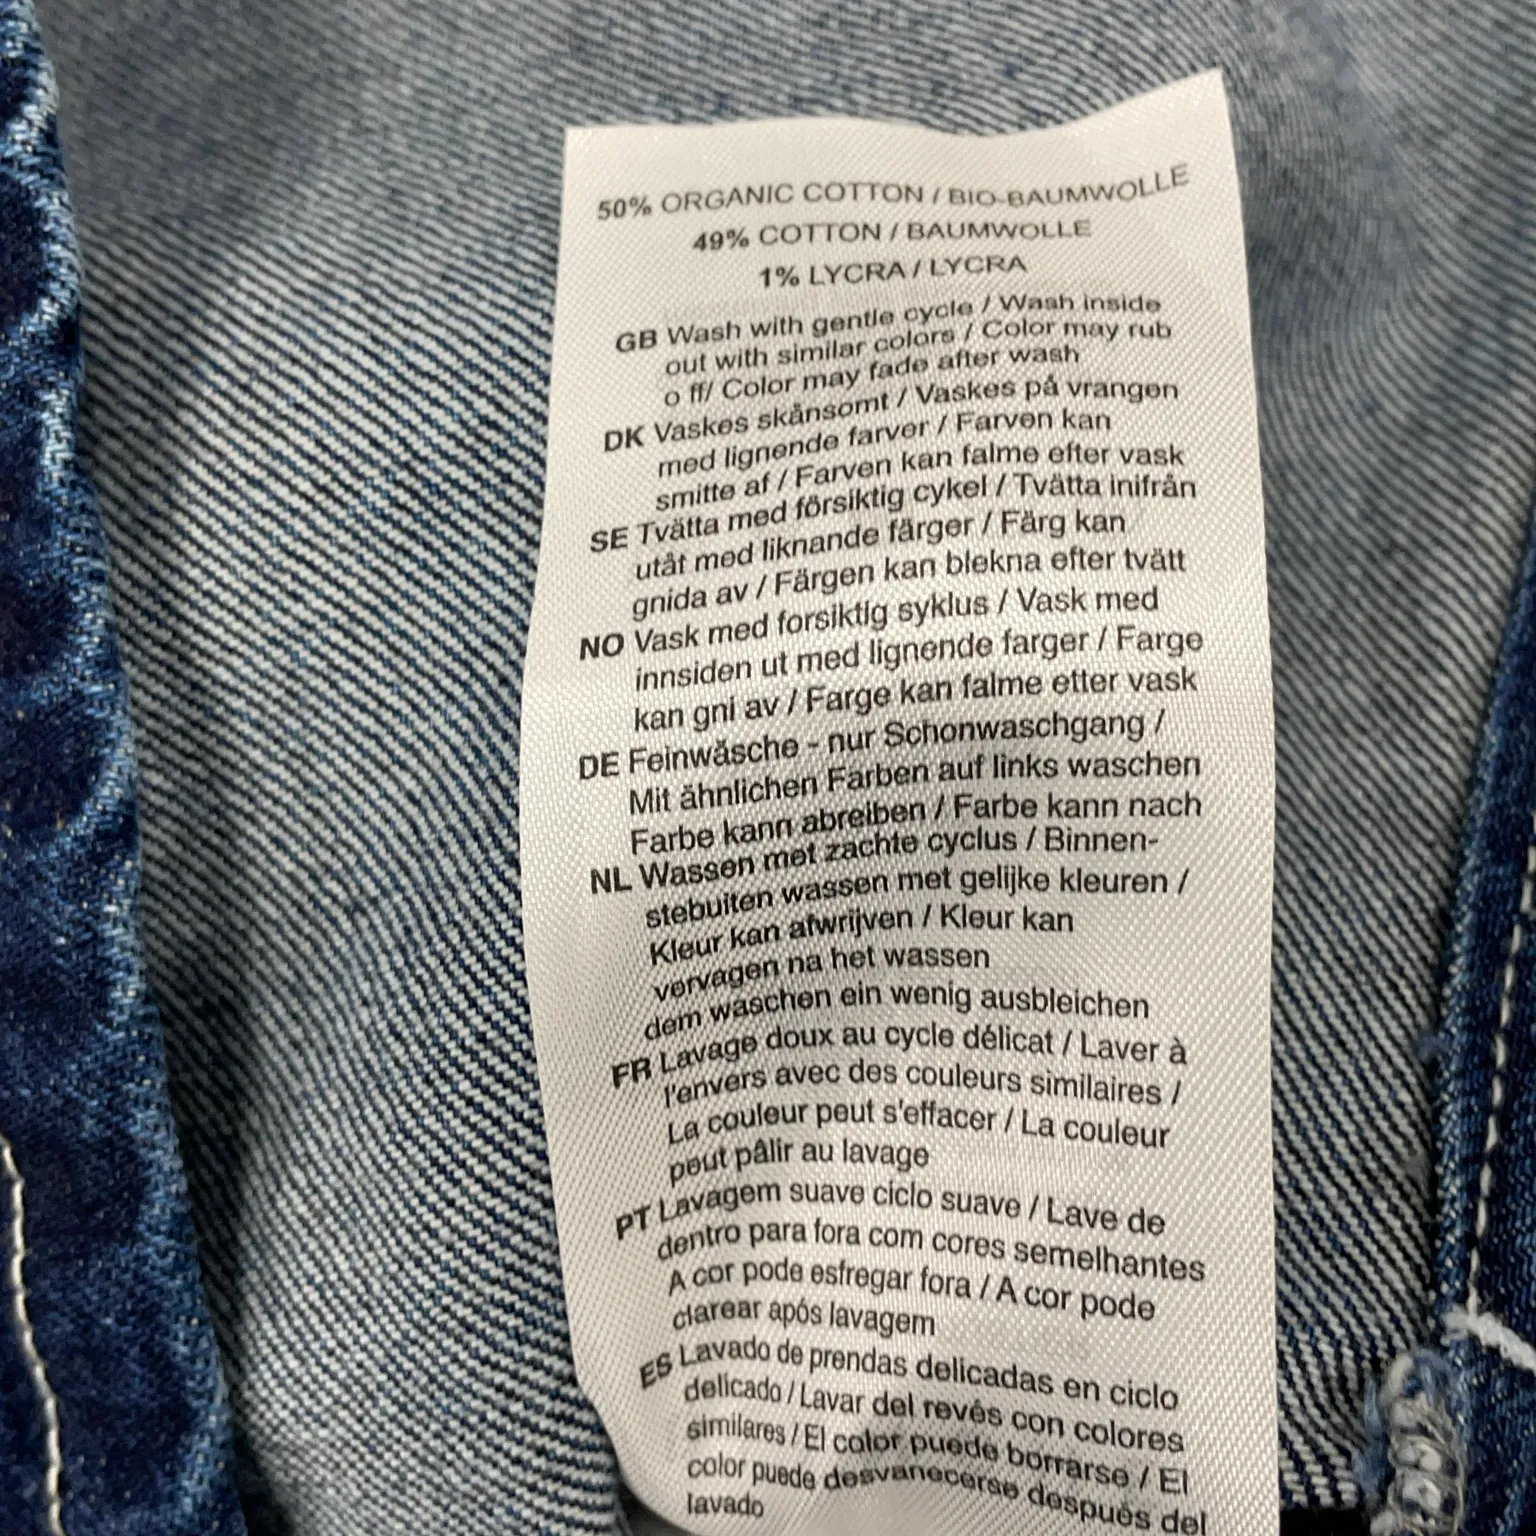 50% ORGANIC COTTON / BIO-BAUMWOLLE
49% COTTON / BAUMWOLLE
1% LYCRA / LYCRA
GB Wash with gentle cycle / Wash inside
out with similar colors / Color may rub
o ff/ Color may fade after wash
DK Vaskes skånsomt / Vaskes på vrangen
med lignende farver / Farven kan
smitte af / Farven kan falme efter vask
SE Tvätta med försiktig cykel / Tvätta inifrån
utåt med liknande färger / Färg kan
gnida av / Färgen kan blekna efter tvätt
NO Vask med forsiktig syklus / Vask med
innsiden ut med lignende farger / Farge
kan gni av / Farge kan falme etter vask
DE Feinwäsche - nur Schonwaschgang /
Mit ähnlichen Farben auf links waschen
Farbe kann abreiben / Farbe kann nach
NL Wassen met zachte cyclus / Binnen-
stebuiten wassen met gelijke kleuren /
Kleur kan afwrijven / Kleur kan
vervagen na het wassen
dem waschen ein wenig ausbleichen
FR Lavage doux au cycle délicat / Laver à
l'envers avec des couleurs similaires /
La couleur peut s'effacer / La couleur
peut pâlir au lavage
PT Lavagem suave ciclo suave / Lave de
dentro para fora com cores semelhantes
A cor pode esfregar fora / A cor pode
clarear após lavagem
ES Lavado de prendas delicadas en ciclo
delicado / Lavar del revés con colores
similares / El color puede borrarse / El
color puede desvanecerse después del
lavado